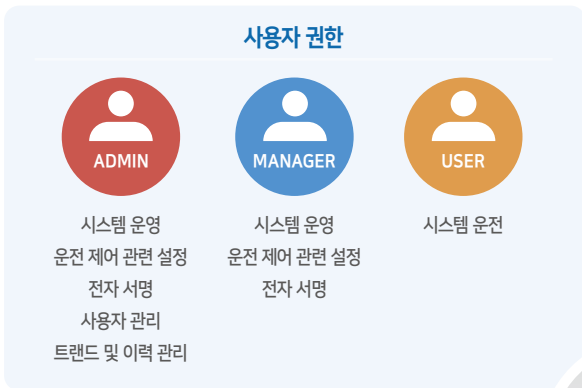 사용자 권한
ADMIN
시스템 운영
운전 제어 관련 설정
전자 서명
사용자 관리
트랜드 및 이력 관리
MANAGER
시스템 운영
운전 제어 관련 설정
전자 서명
USER
시스템 운전